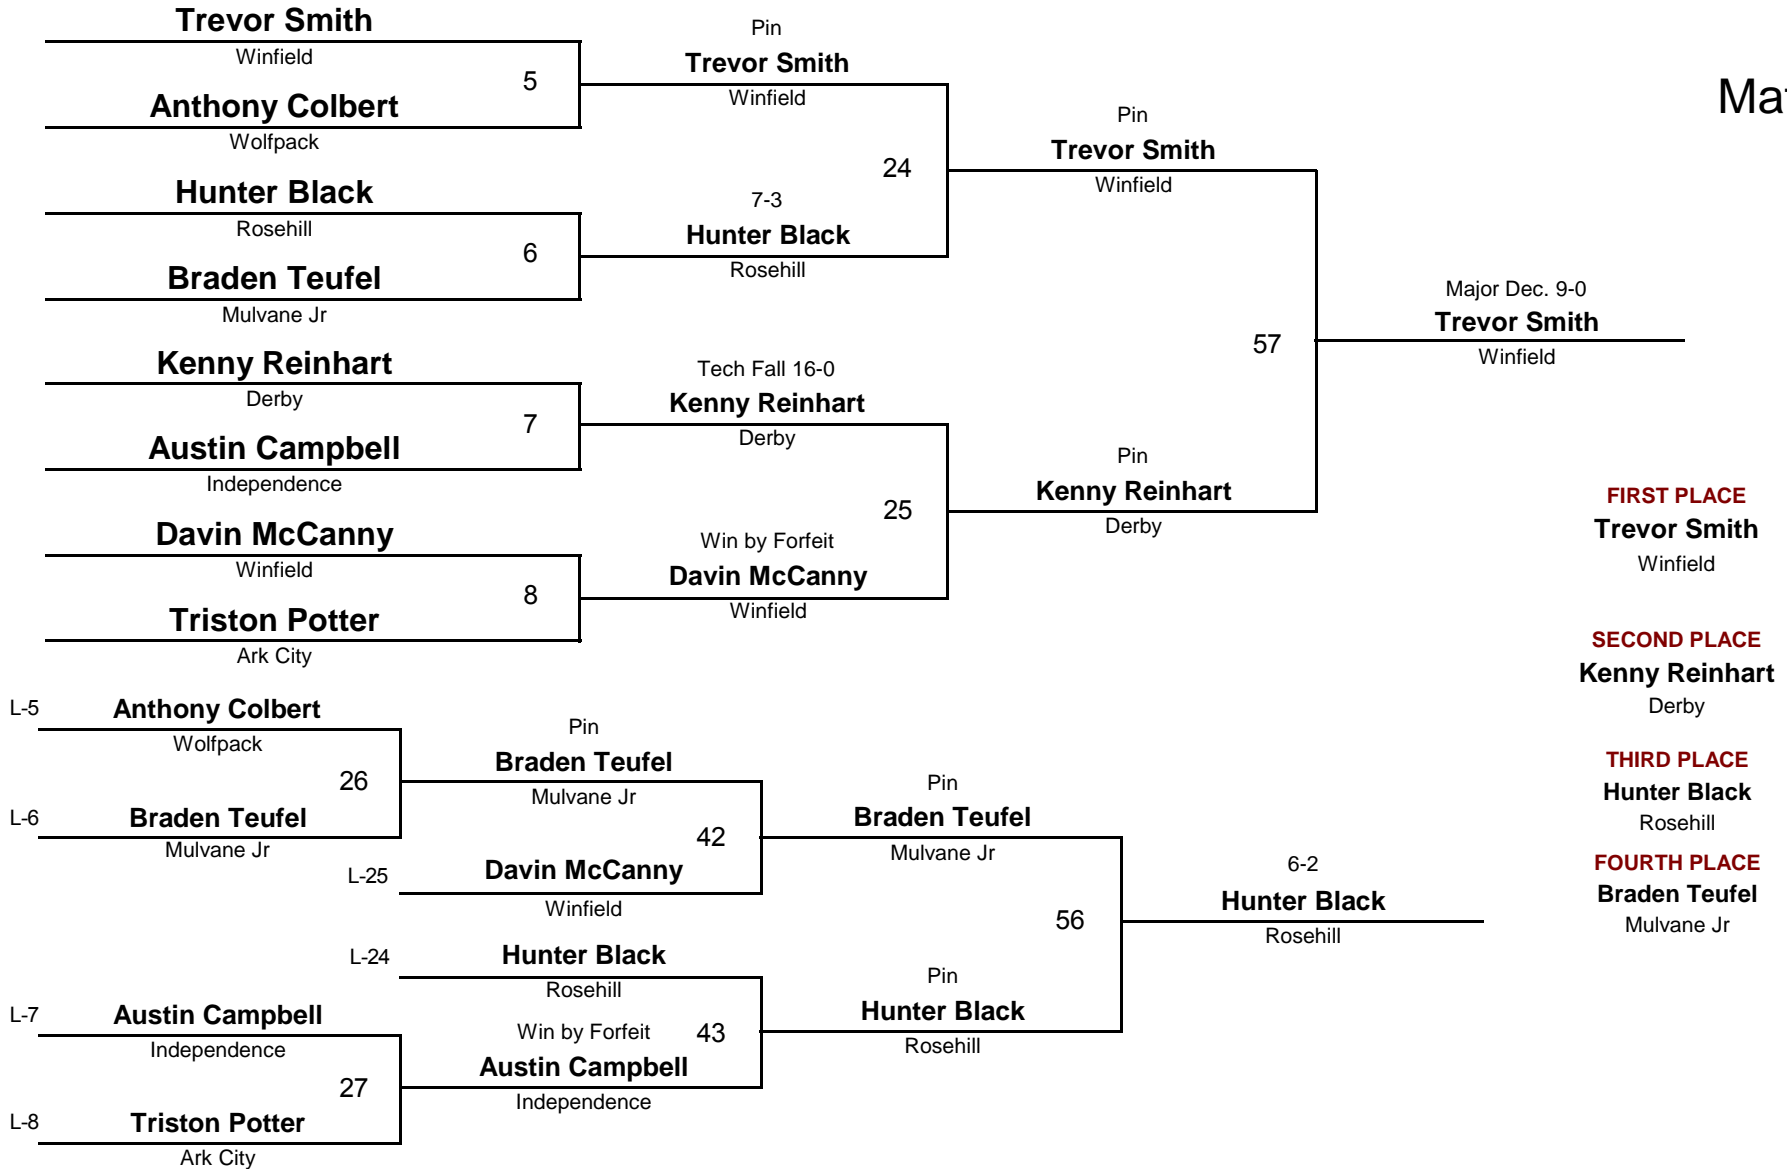 Trevor Smith
Winfield
5
Anthony Colbert
Wolfpack
Hunter Black
Rosehill
6
Braden Teufel
Mulvane Jr
Kenny Reinhart
Derby
7
Austin Campbell
Independence
Davin McCanny
Winfield
8
Triston Potter
Ark City
Pin
Trevor Smith
Winfield
24
7-3
Hunter Black
Rosehill
Tech Fall 16-0
Kenny Reinhart
Derby
25
Win by Forfeit
Davin McCanny
Winfield
Pin
Trevor Smith
Winfield
57
Pin
Kenny Reinhart
Derby
Major Dec. 9-0
Trevor Smith
Winfield
L-5
Anthony Colbert
Wolfpack
26
L-6
Braden Teufel
Mulvane Jr
L-7
Austin Campbell
Independence
27
L-8
Triston Potter
Ark City
Pin
Braden Teufel
Mulvane Jr
42
L-25
Davin McCanny
Winfield
L-24
Hunter Black
Rosehill
43
Win by Forfeit
Austin Campbell
Independence
Pin
Braden Teufel
Mulvane Jr
56
Pin
Hunter Black
Rosehill
6-2
Hunter Black
Rosehill
FIRST PLACE
Trevor Smith
Winfield
SECOND PLACE
Kenny Reinhart
Derby
THIRD PLACE
Hunter Black
Rosehill
FOURTH PLACE
Braden Teufel
Mulvane Jr